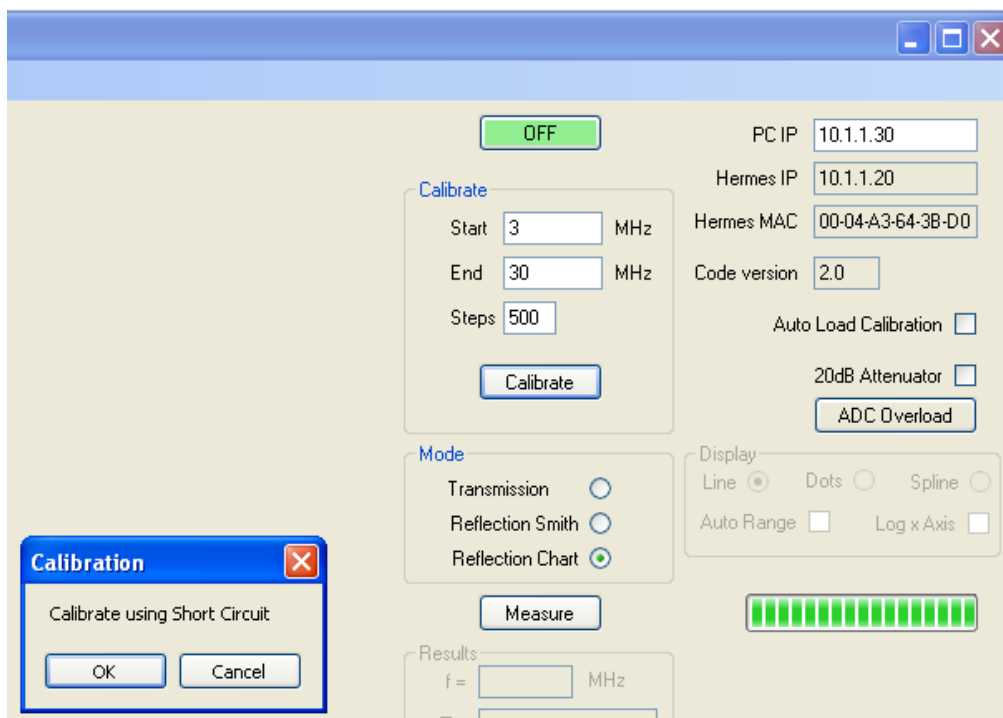 OFF
PC IP 10.1.1.30
Hermes IP 10.1.1.20
Calibrate
Start 3 MHz
Hermes MAC 00-04-A3-64-3B-D0
End 30 MHz
Code version 2.0
Steps 500
Auto Load Calibration
Calibrate
20dB Attenuator
ADC Overload
Mode
Transmission
Reflection Smith
Reflection Chart
Display
Line Dots Spline
Auto Range Log x Axis
Calibration
Calibrate using Short Circuit
OK Cancel
Measure
Results
f = MHz